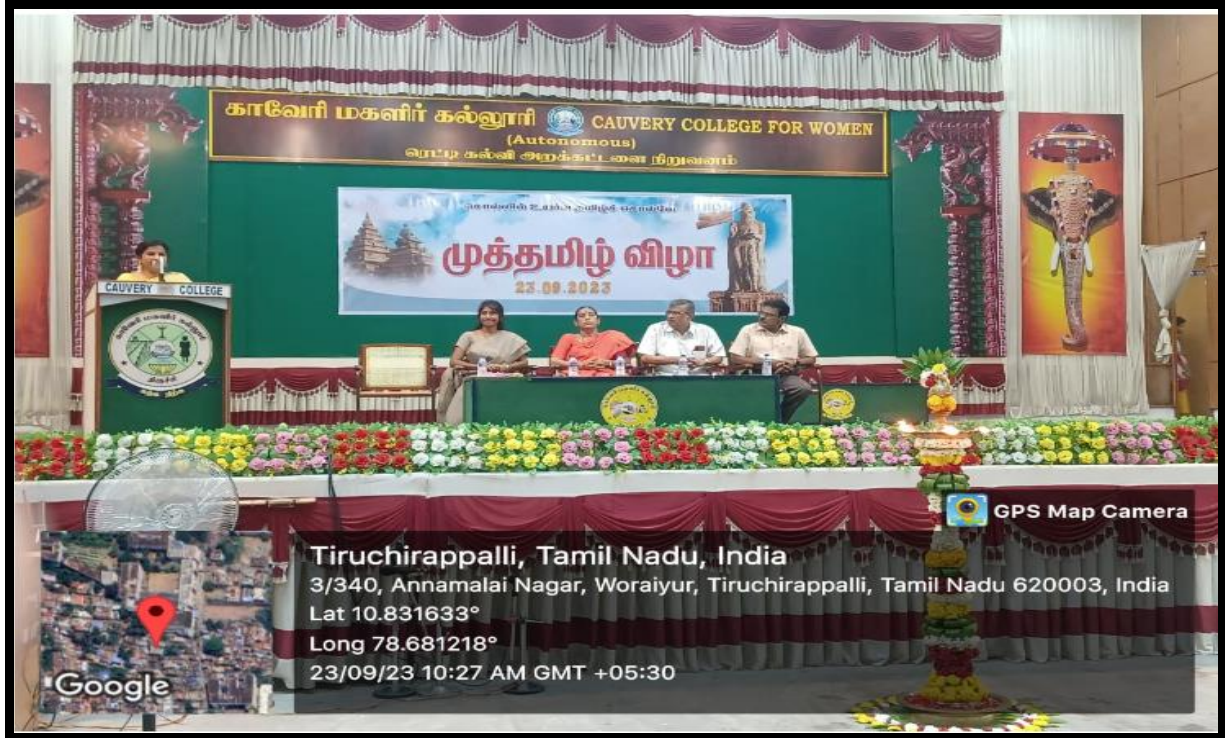 காவேரி மகளிர் கல்லூரி CAUVERY COLLEGE FOR WOMEN
(Autonomous)
ரெட்டி கல்வி அறக்கட்டளை நிறுவனம்
முத்தமிழ் விழா
23.09.2023
CAUVERY COLLEGE
காவேரி மகளிர் கல்லூரி
திருச்சி
GPS Map Camera
Tiruchirappalli, Tamil Nadu, India
3/340, Annamalai Nagar, Woraiyur, Tiruchirappalli, Tamil Nadu 620003, India
Lat 10.831633°
Long 78.681218°
23/09/23 10:27 AM GMT +05:30
Google